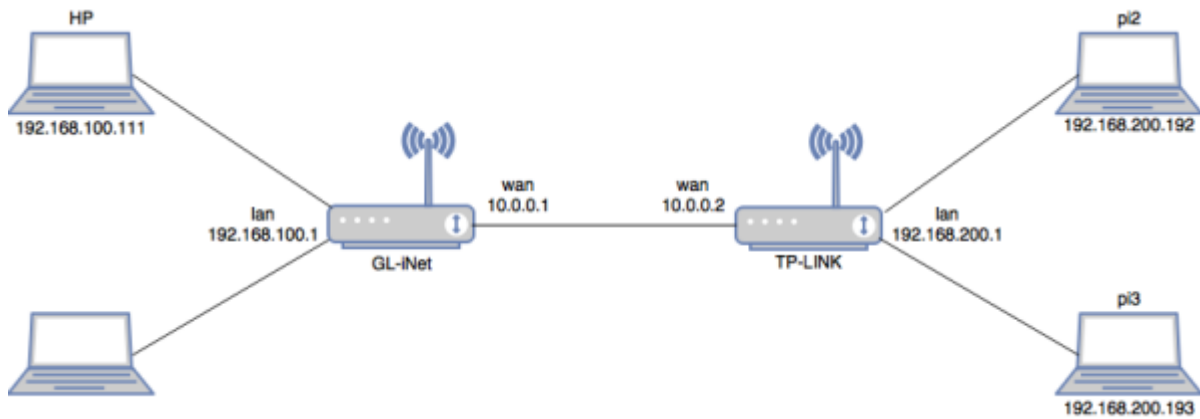 HP
192.168.100.111
lan
192.168.100.1
GL-iNet
wan
10.0.0.1
wan
10.0.0.2
TP-LINK
lan
192.168.200.1
pi2
192.168.200.192
pi3
192.168.200.193